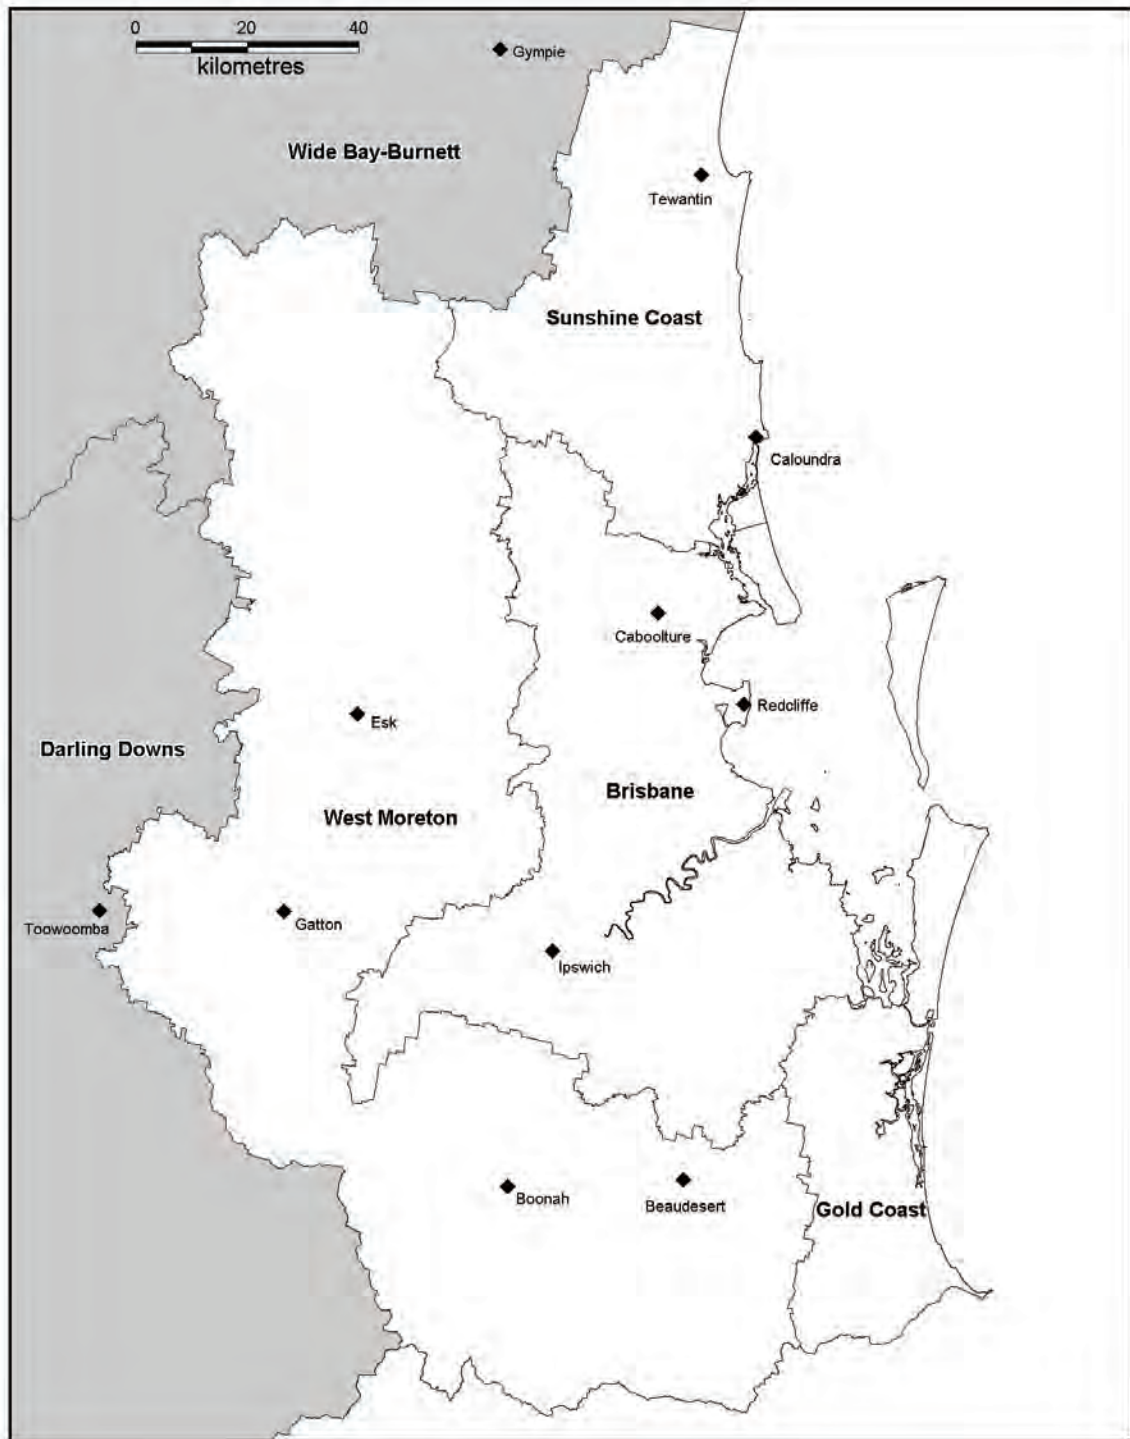 0 20 40
kilometres
Gympie
Wide Bay-Burnett
Tewantin
Sunshine Coast
Caloundra
Caboolture
Redcliffe
Esk
Darling Downs
Brisbane
West Moreton
Toowoomba
Gatton
Ipswich
Boonah
Beaudesert
Gold Coast